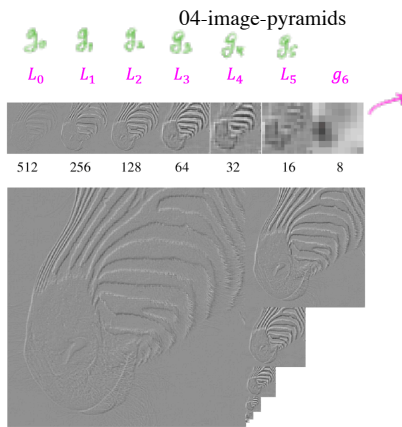 04-image-pyramids
g₀ g₁ g₂ g₃ g₄ g₅
L₀ L₁ L₂ L₃ L₄ L₅ g₆
512 256 128 64 32 16 8